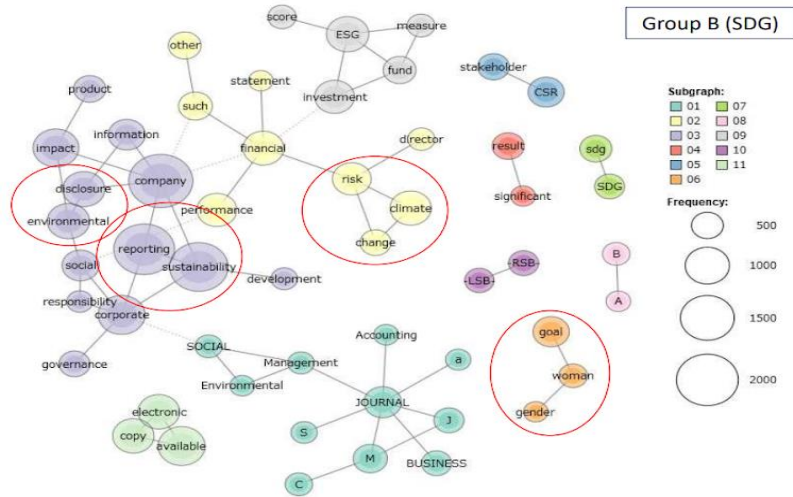 Group B (SDG)
score
ESG
measure
other
fund
statement
stakeholder
CSR
product
such
investment
Subgraph:
01
07
02
08
03
09
04
10
05
11
06
impact
information
financial
director
result
sdg
disclosure
company
risk
significant
SDG
environmental
performance
climate
Frequency:
500
1000
1500
2000
reporting
change
social
sustainability
-RSB-
-LSB-
B
A
responsibility
development
corporate
governance
SOCIAL
Management
Accounting
goal
Environmental
a
woman
electronic
JOURNAL
gender
copy
available
S
J
M
BUSINESS
C